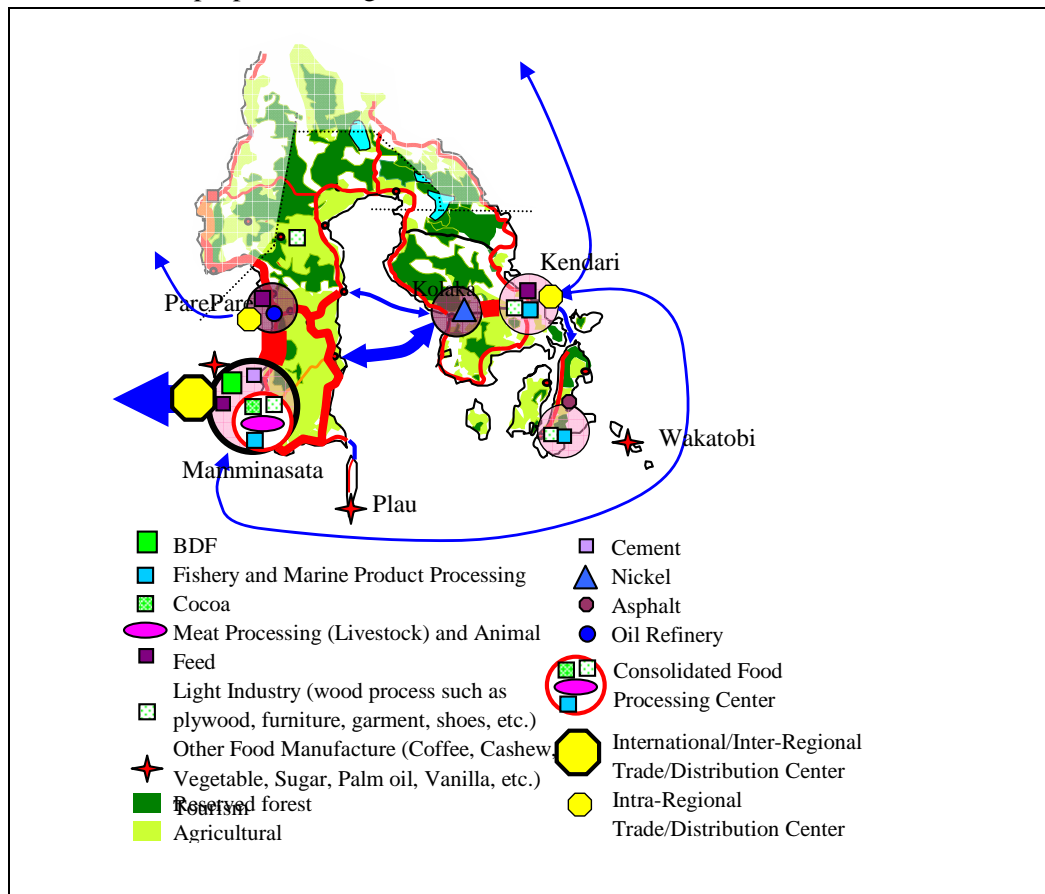 Kendari
Kolaka
ParePare
Mamminasata
Wakatobi
Plau
BDF
Fishery and Marine Product Processing
Cocoa
Meat Processing (Livestock) and Animal
Feed
Light Industry (wood process such as
plywood, furniture, garment, shoes, etc.)
Other Food Manufacture (Coffee, Cashew,
Vegetable, Sugar, Palm oil, Vanilla, etc.)
Tourism
Reserved forest
Agricultural
Cement
Nickel
Asphalt
Oil Refinery
Consolidated Food
Processing Center
International/Inter-Regional
Trade/Distribution Center
Intra-Regional
Trade/Distribution Center